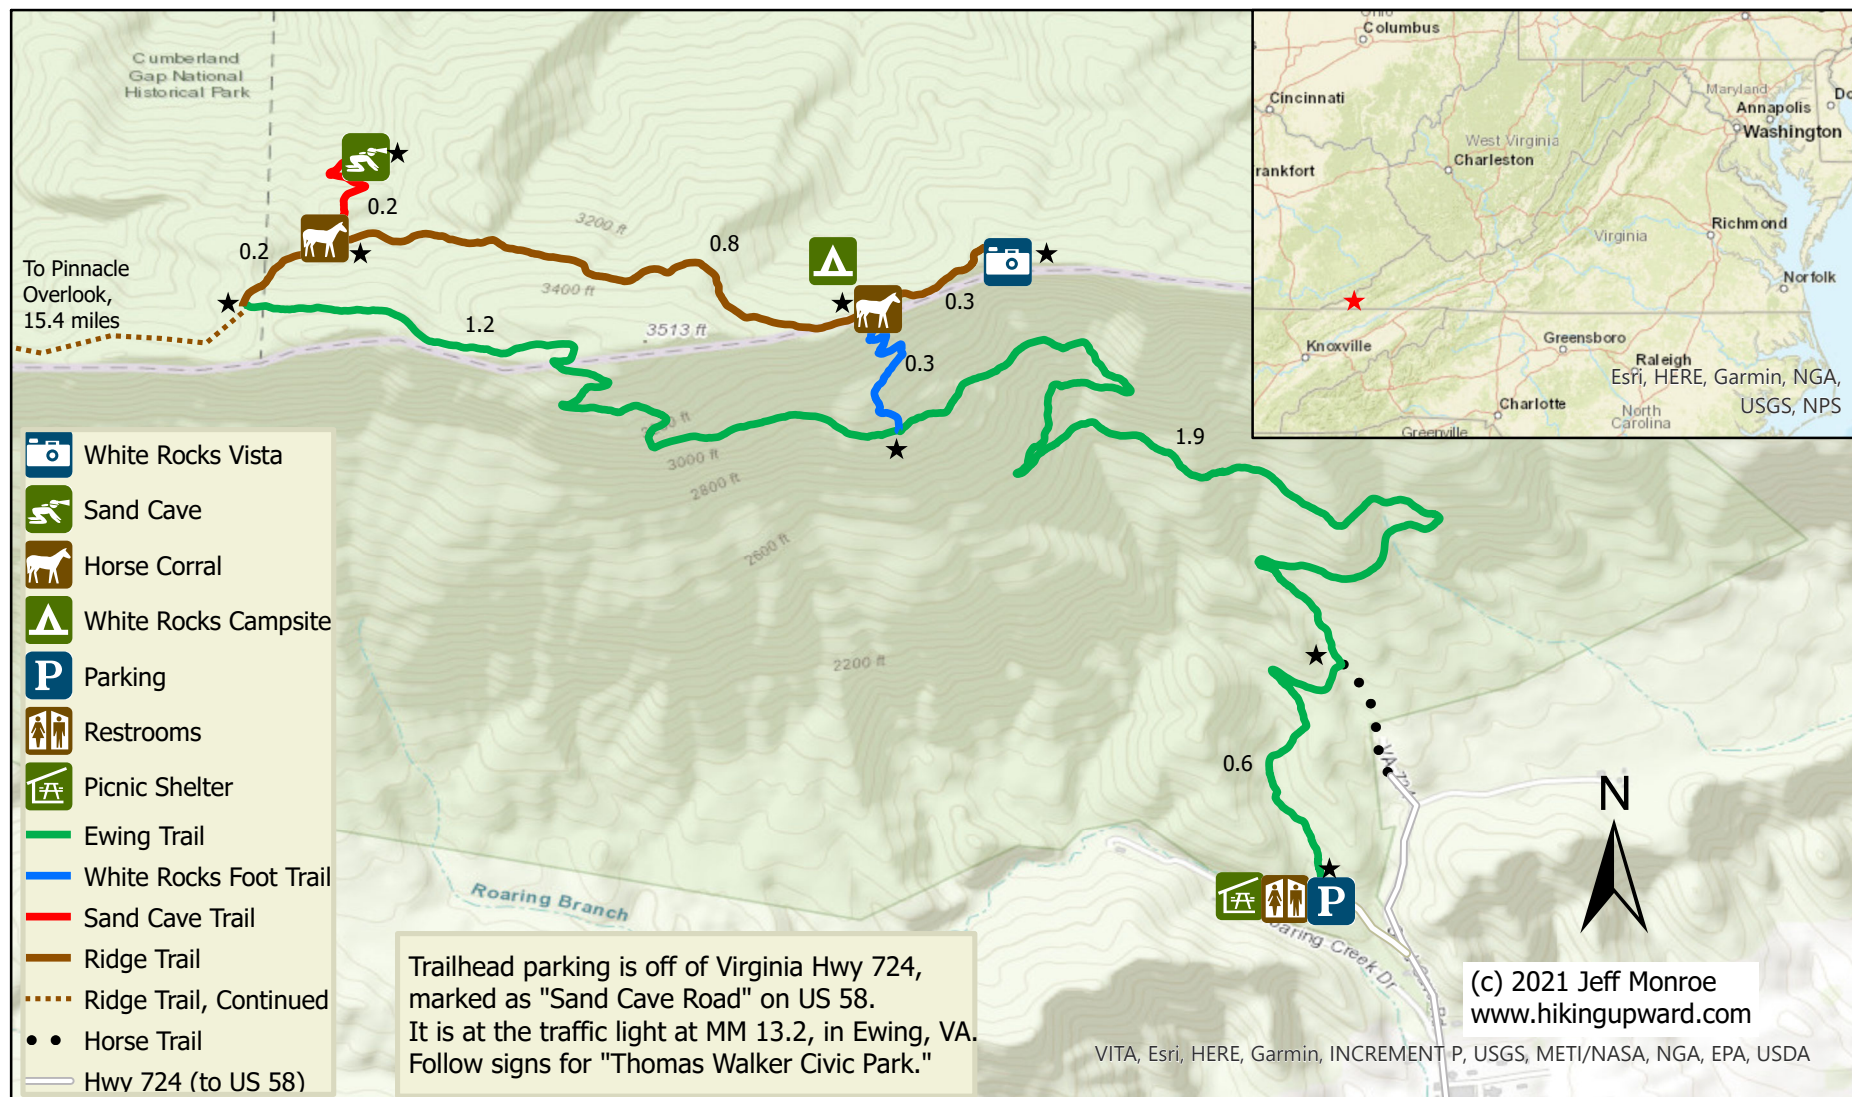 Cumberland
Gap National
Historical Park
0.2
0.2
To Pinnacle
Overlook,
15.4 miles
3200 ft
0.8
3400 ft
0.3
1.2
3513 ft
0.3
3000 ft
2800 ft
2600 ft
2200 ft
1.9
0.6
VA 724
Roaring Branch
Roaring Creek Dr
N
Ohio
Columbus
Cincinnati
Maryland
Annapolis
Washington
West Virginia
Charleston
rankfort
Richmond
Virginia
Norfolk
Knoxville
Greensboro
Raleigh
Esri, HERE, Garmin, NGA,
USGS, NPS
Charlotte
North
Carolina
Greenville
White Rocks Vista
Sand Cave
Horse Corral
White Rocks Campsite
P Parking
Restrooms
Picnic Shelter
Ewing Trail
White Rocks Foot Trail
Sand Cave Trail
Ridge Trail
Ridge Trail, Continued
Horse Trail
Hwy 724 (to US 58)
P
Trailhead parking is off of Virginia Hwy 724,
marked as "Sand Cave Road" on US 58.
It is at the traffic light at MM 13.2, in Ewing, VA.
Follow signs for "Thomas Walker Civic Park."
(c) 2021 Jeff Monroe
www.hikingupward.com
VITA, Esri, HERE, Garmin, INCREMENT P, USGS, METI/NASA, NGA, EPA, USDA